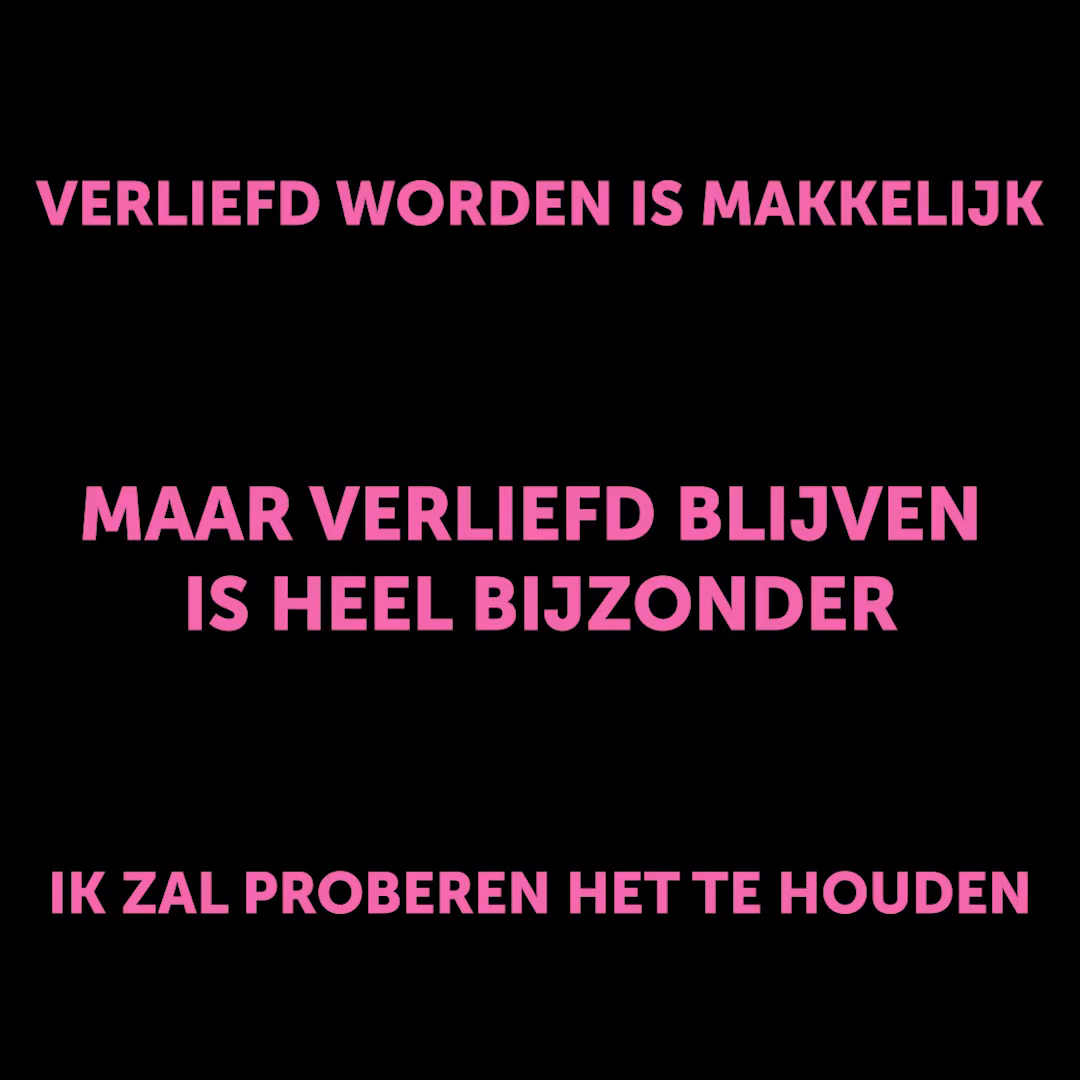 VERLIEFD WORDEN IS MAKKELIJK
MAAR VERLIEFD BLIJVEN
IS HEEL BIJZONDER
IK ZAL PROBEREN HET TE HOUDEN